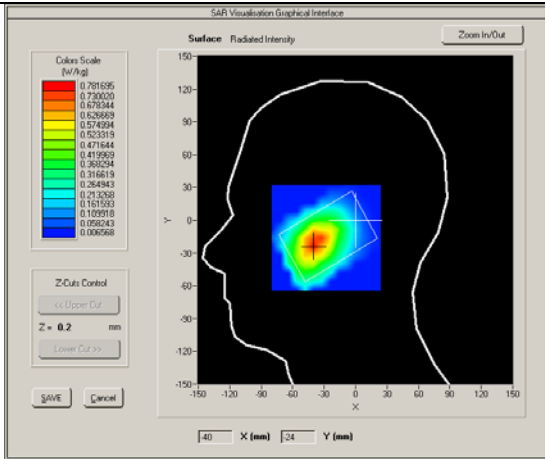 SAR Visualisation Graphical Interface
Surface Radiated Intensity
Zoom In/Out
Colors Scale
(W/kg)
0.781695
0.730020
0.678344
0.626669
0.574994
0.523319
0.471644
0.419969
0.368294
0.316619
0.264943
0.213268
0.161593
0.109918
0.058243
0.006568
150
120
90
60
30
0
-30
-60
-90
-120
-150
Y
-150 -120 -90 -60 -30 0 30 60 90 120 150
X
Z-Cuts Control
<< Upper Cut
Z = 0.2 mm
Lower Cut >>
SAVE Cancel
-40 X (mm) -24 Y (mm)